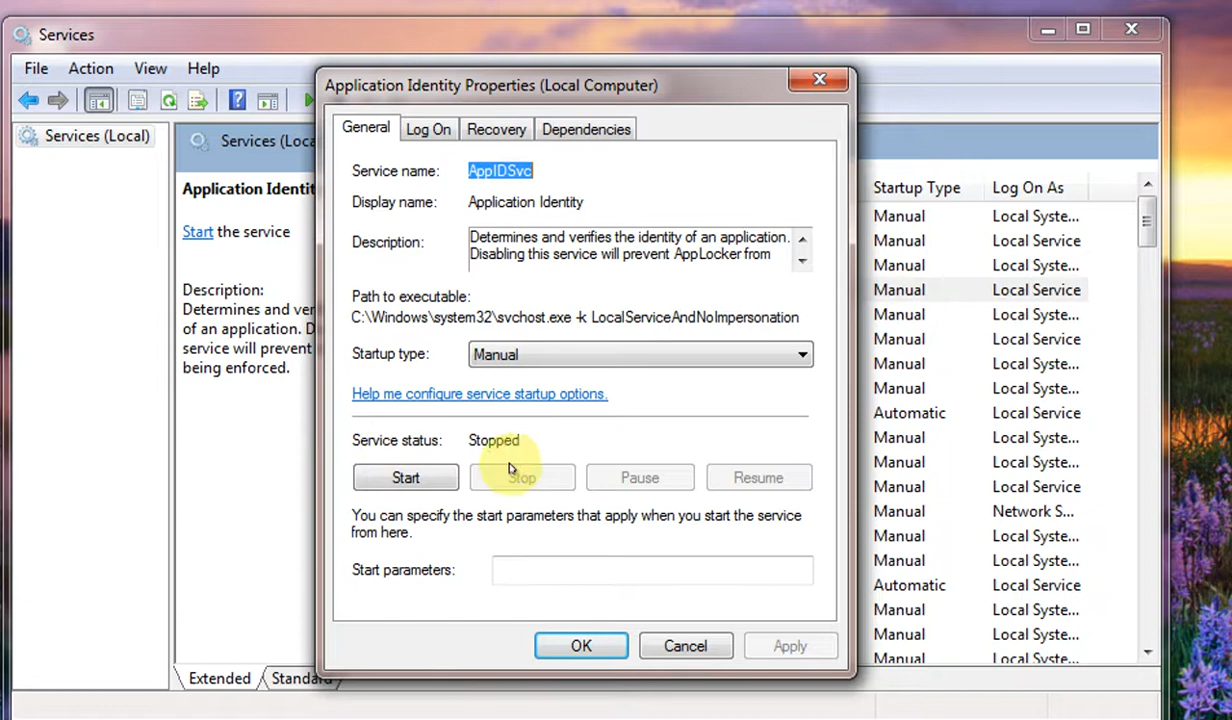 Services
File Action View Help
Services (Local)
Services (Loca
Application Identit
Start the service
Description:
Determines and ver
of an application. D
service will prevent
being enforced.
Application Identity Properties (Local Computer)
General Log On Recovery Dependencies
Service name: AppIDSvc
Display name: Application Identity
Description: Determines and verifies the identity of an application.
Disabling this service will prevent AppLocker from
Path to executable:
C:\Windows\system32\svchost.exe -k LocalServiceAndNoImpersonation
Startup type: Manual
Help me configure service startup options.
Service status: Stopped
Start Stop Pause Resume
You can specify the start parameters that apply when you start the service
from here.
Start parameters:
OK Cancel Apply
Startup Type Log On As
Manual Local Syste...
Manual Local Service
Manual Local Syste...
Manual Local Service
Manual Local Syste...
Manual Local Syste...
Manual Local Syste...
Manual Local Syste...
Automatic Local Service
Manual Local Syste...
Manual Local Syste...
Manual Local Service
Manual Network S...
Manual Local Syste...
Manual Local Syste...
Automatic Local Service
Manual Local Syste...
Manual Local Syste...
Manual Local Syste...
Extended Standard